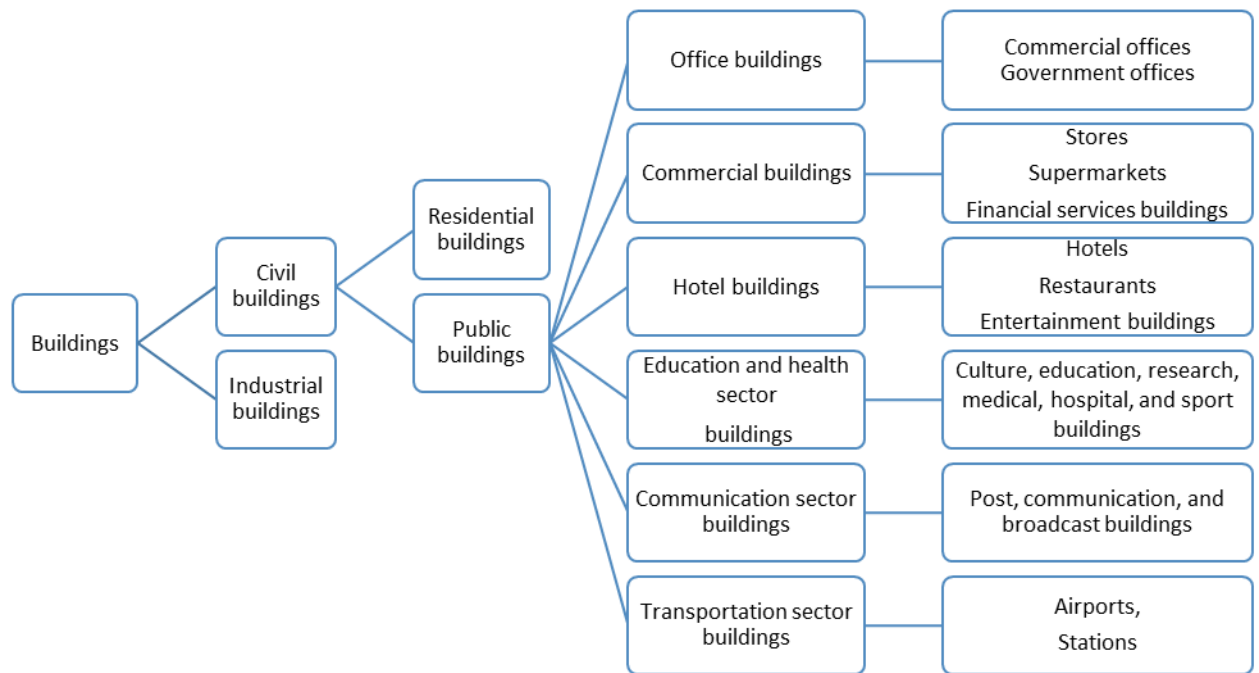 Buildings
Civil
buildings
Industrial
buildings
Residential
buildings
Public
buildings
Office buildings
Commercial offices
Government offices
Commercial buildings
Stores
Supermarkets
Financial services buildings
Hotel buildings
Hotels
Restaurants
Entertainment buildings
Education and health
sector
buildings
Culture, education, research,
medical, hospital, and sport
buildings
Communication sector
buildings
Post, communication, and
broadcast buildings
Transportation sector
buildings
Airports,
Stations